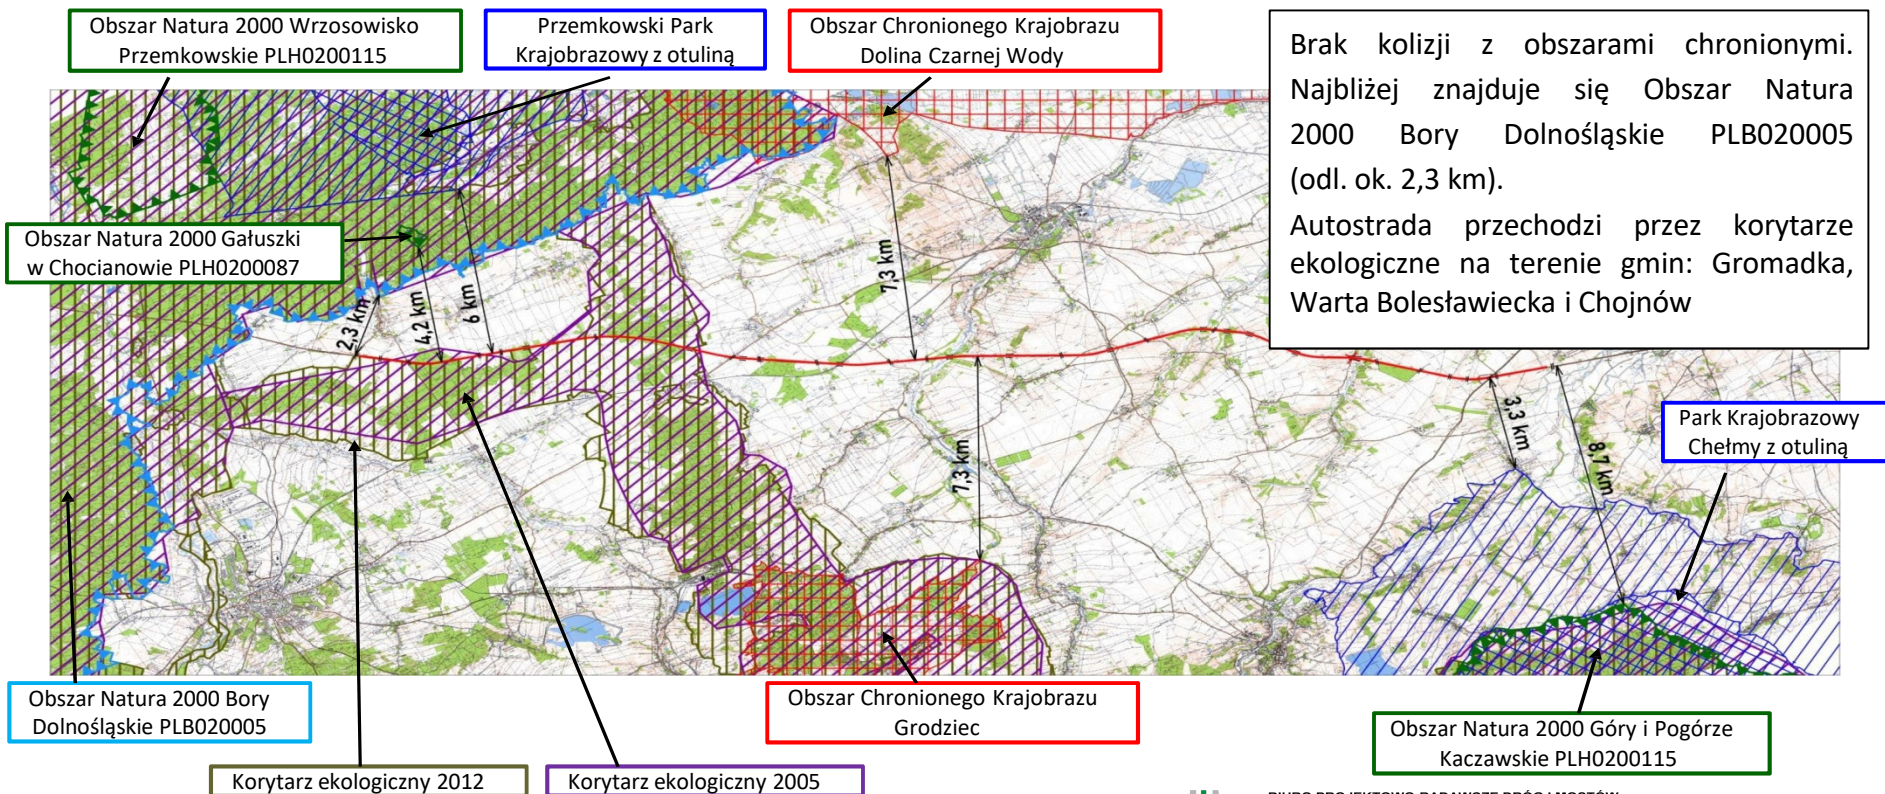 Obszar Natura 2000 Wrzosowisko
Przemkowskie PLH0200115
Przemkowski Park
Krajobrazowy z otuliną
Obszar Chronionego Krajobrazu
Dolina Czarnej Wody
Brak kolizji z obszarami chronionymi.
Najbliżej znajduje się Obszar Natura
2000 Bory Dolnośląskie PLB020005
(odl. ok. 2,3 km).
Autostrada przechodzi przez korytarze
ekologiczne na terenie gmin: Gromadka,
Warta Bolesławiecka i Chojnów
Obszar Natura 2000 Gałuszki
w Chocianowie PLH0200087
2,3 km
4,2 km
6 km
7,3 km
7,3 km
3,3 km
8,7 km
Park Krajobrazowy
Chełmy z otuliną
Obszar Natura 2000 Bory
Dolnośląskie PLB020005
Obszar Chronionego Krajobrazu
Grodziec
Obszar Natura 2000 Góry i Pogórze
Kaczawskie PLH0200115
Korytarz ekologiczny 2012
Korytarz ekologiczny 2005